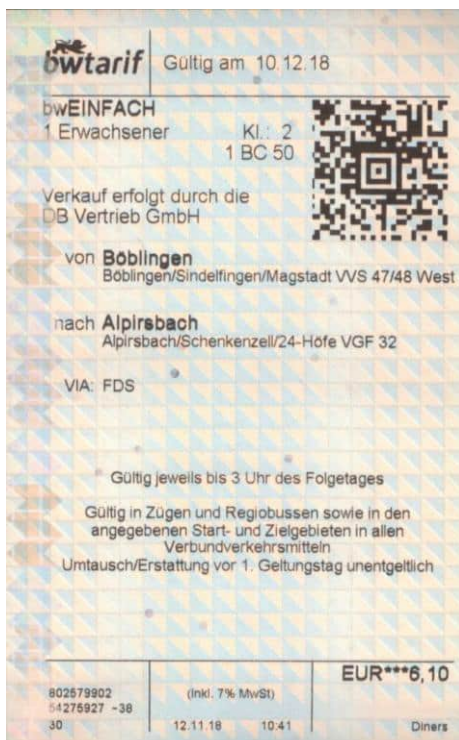 bwtarif Gültig am 10.12.18
bwEINFACH
1 Erwachsener Kl.: 2
1 BC 50
Verkauf erfolgt durch die
DB Vertrieb GmbH
von Böblingen
Böblingen/Sindelfingen/Magstadt VVS 47/48 West
nach Alpirsbach
Alpirsbach/Schenkenzell/24-Höfe VGF 32
VIA: FDS
Gültig jeweils bis 3 Uhr des Folgetages
Gültig in Zügen und Regiobussen sowie in den
angegebenen Start- und Zielgebieten in allen
Verbundverkehrsmitteln
Umtausch/Erstattung vor 1. Geltungstag unentgeltlich
EUR***6,10
802579902 (Inkl. 7% MwSt)
54275927 -38
30 12.11.18 10:41 Diners